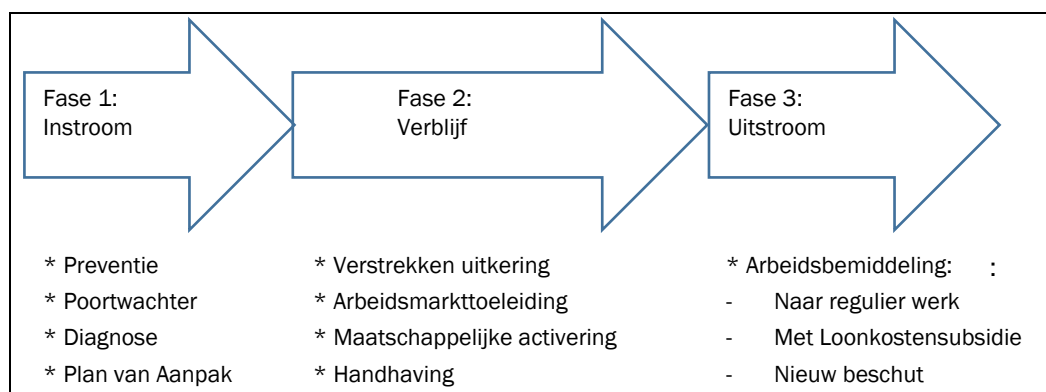 Fase 1:
Instroom
Fase 2:
Verblijf
Fase 3:
Uitstroom
* Preventie
* Poortwachter
* Diagnose
* Plan van Aanpak
* Verstrekken uitkering
* Arbeidsmarkttoeleiding
* Maatschappelijke activering
* Handhaving
* Arbeidsbemiddeling: :
- Naar regulier werk
- Met Loonkostensubsidie
- Nieuw beschut